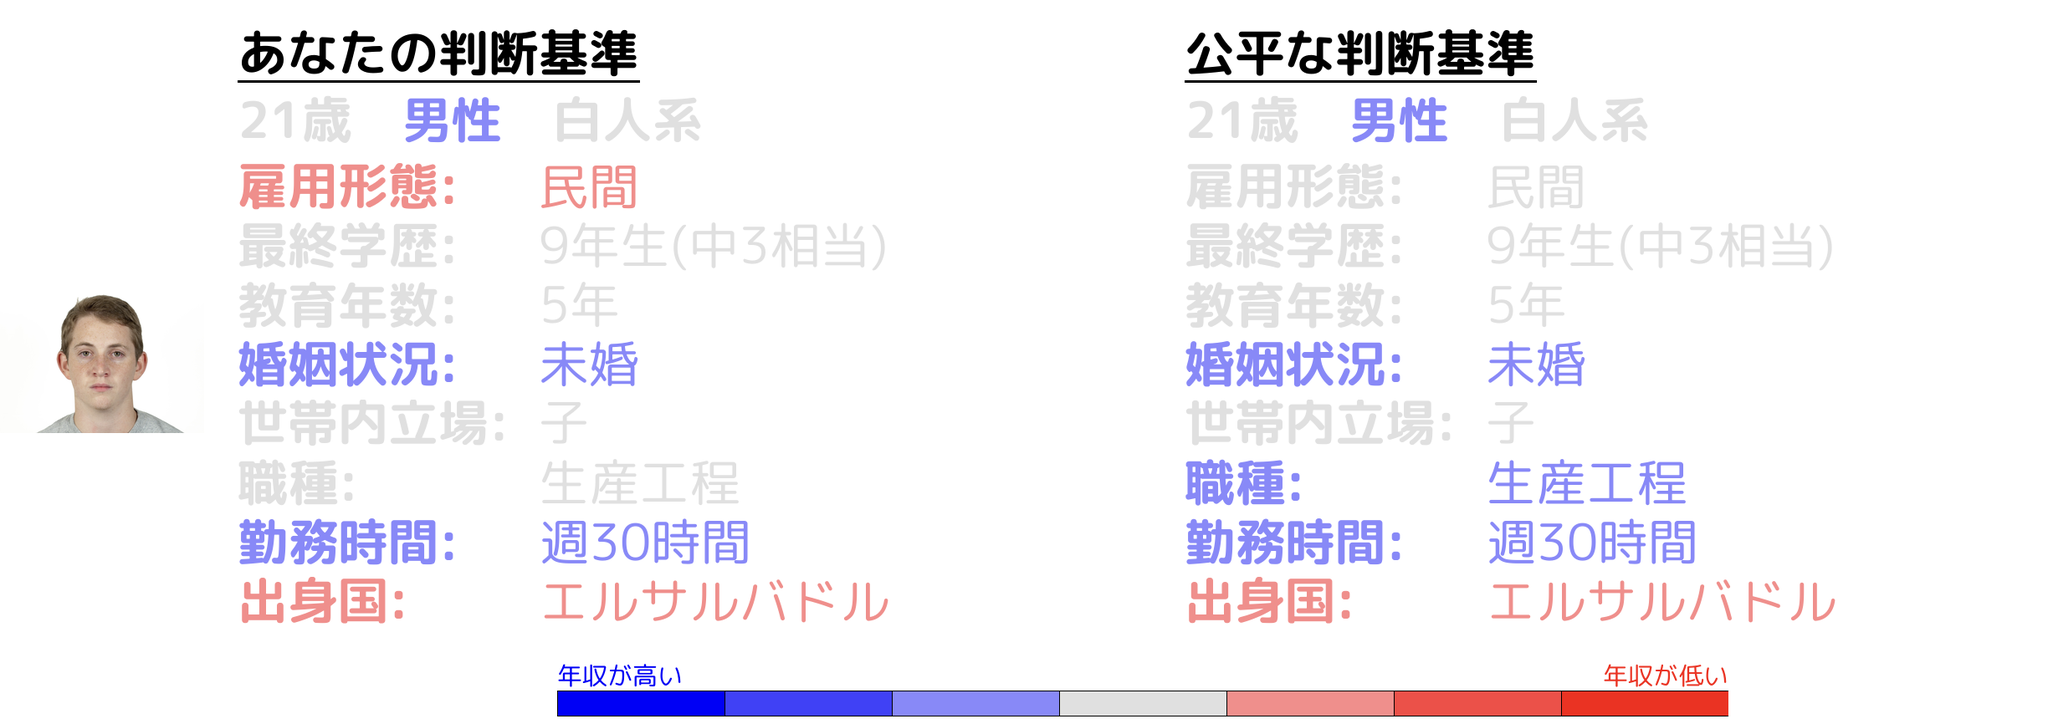 あなたの判断基準
21歳 男性 白人系
雇用形態: 民間
最終学歴: 9年生(中3相当)
教育年数: 5年
婚姻状況: 未婚
世帯内立場: 子
職種: 生産工程
勤務時間: 週30時間
出身国: エルサルバドル
公平な判断基準
21歳 男性 白人系
雇用形態: 民間
最終学歴: 9年生(中3相当)
教育年数: 5年
婚姻状況: 未婚
世帯内立場: 子
職種: 生産工程
勤務時間: 週30時間
出身国: エルサルバドル
年収が高い
年収が低い